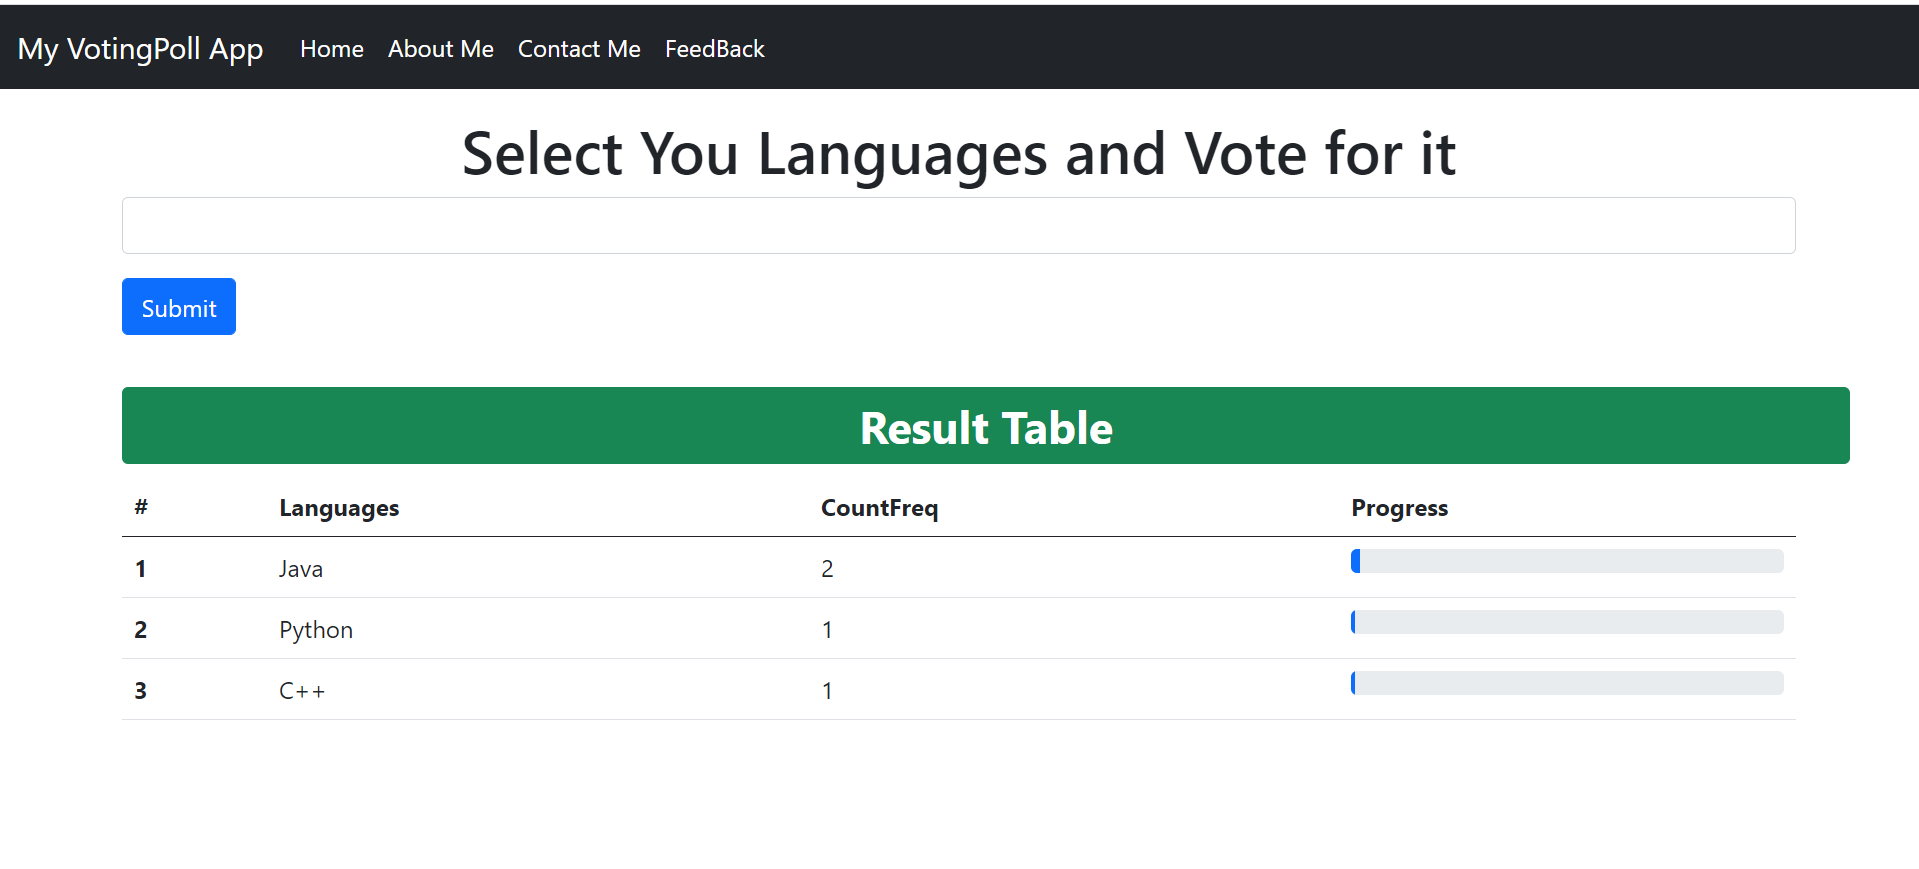 My VotingPoll App Home About Me Contact Me FeedBack
Select You Languages and Vote for it
Submit
Result Table
# Languages CountFreq Progress
1 Java 2
2 Python 1
3 C++ 1